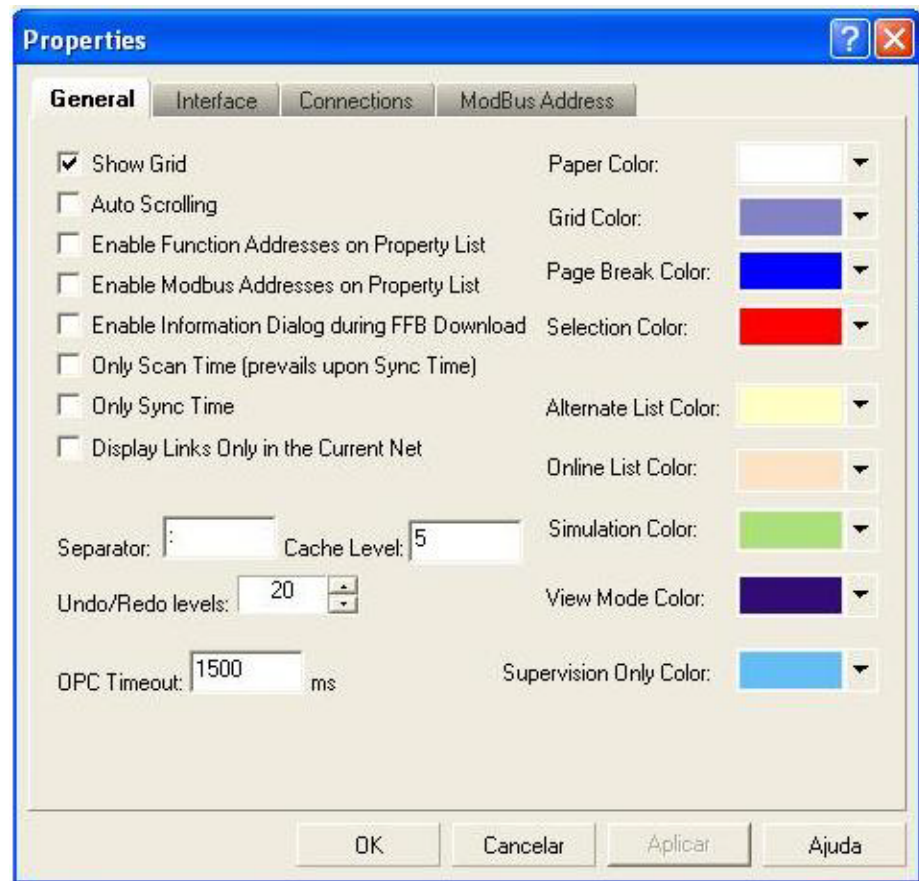 Properties
General Interface Connections ModBus Address
Show Grid
Auto Scrolling
Enable Function Addresses on Property List
Enable Modbus Addresses on Property List
Enable Information Dialog during FFB Download
Only Scan Time (prevails upon Sync Time)
Only Sync Time
Display Links Only in the Current Net
Separator: : Cache Level: 5
Undo/Redo levels: 20
OPC Timeout: 1500 ms
Paper Color:
Grid Color:
Page Break Color:
Selection Color:
Alternate List Color:
Online List Color:
Simulation Color:
View Mode Color:
Supervision Only Color:
OK Cancelar Aplicar Ajuda